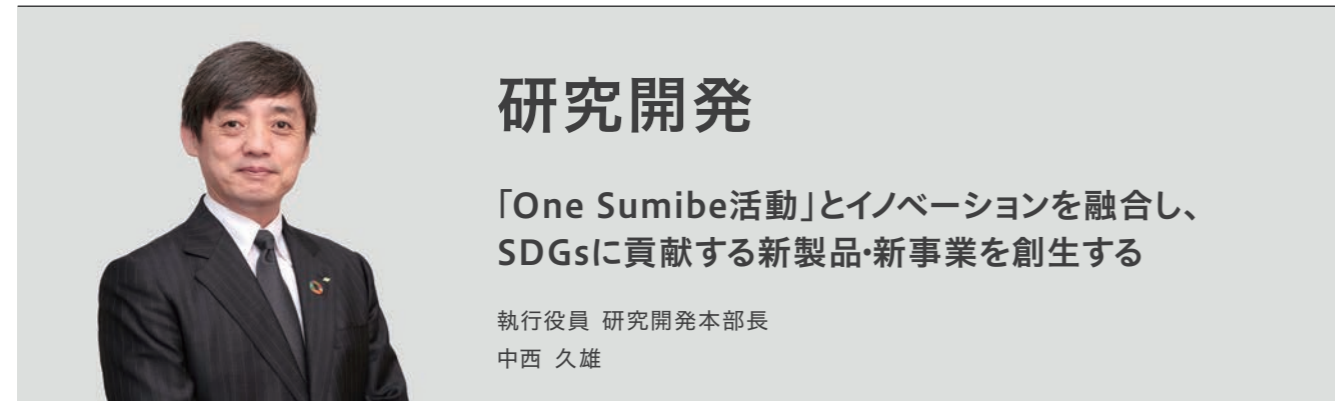 研究開発
「One Sumibe活動」とイノベーションを融合し、
SDGsに貢献する新製品・新事業を創生する
執行役員 研究開発本部長
中西 久雄